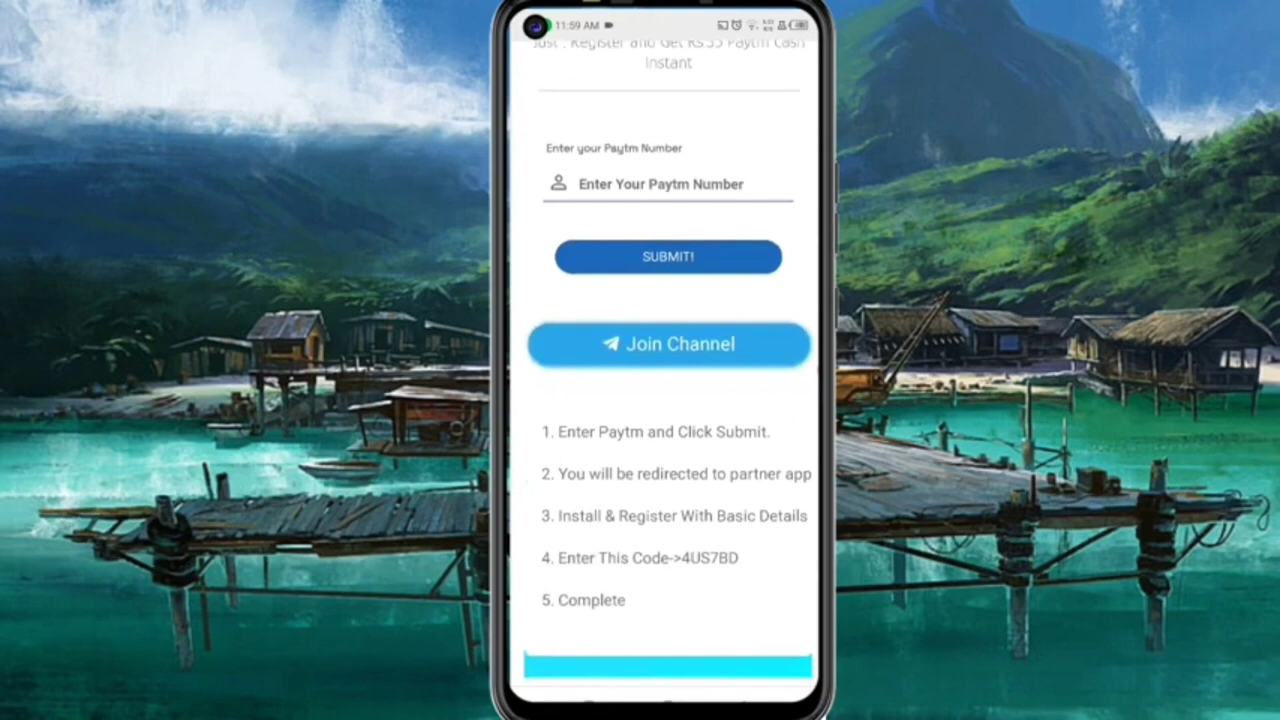 11:59 AM
Just : Register and Get Rs 35 Paytm Cash
Instant
Enter your Paytm Number
Enter Your Paytm Number
SUBMIT!
Join Channel
1. Enter Paytm and Click Submit.
2. You will be redirected to partner app
3. Install & Register With Basic Details
4. Enter This Code->4US7BD
5. Complete